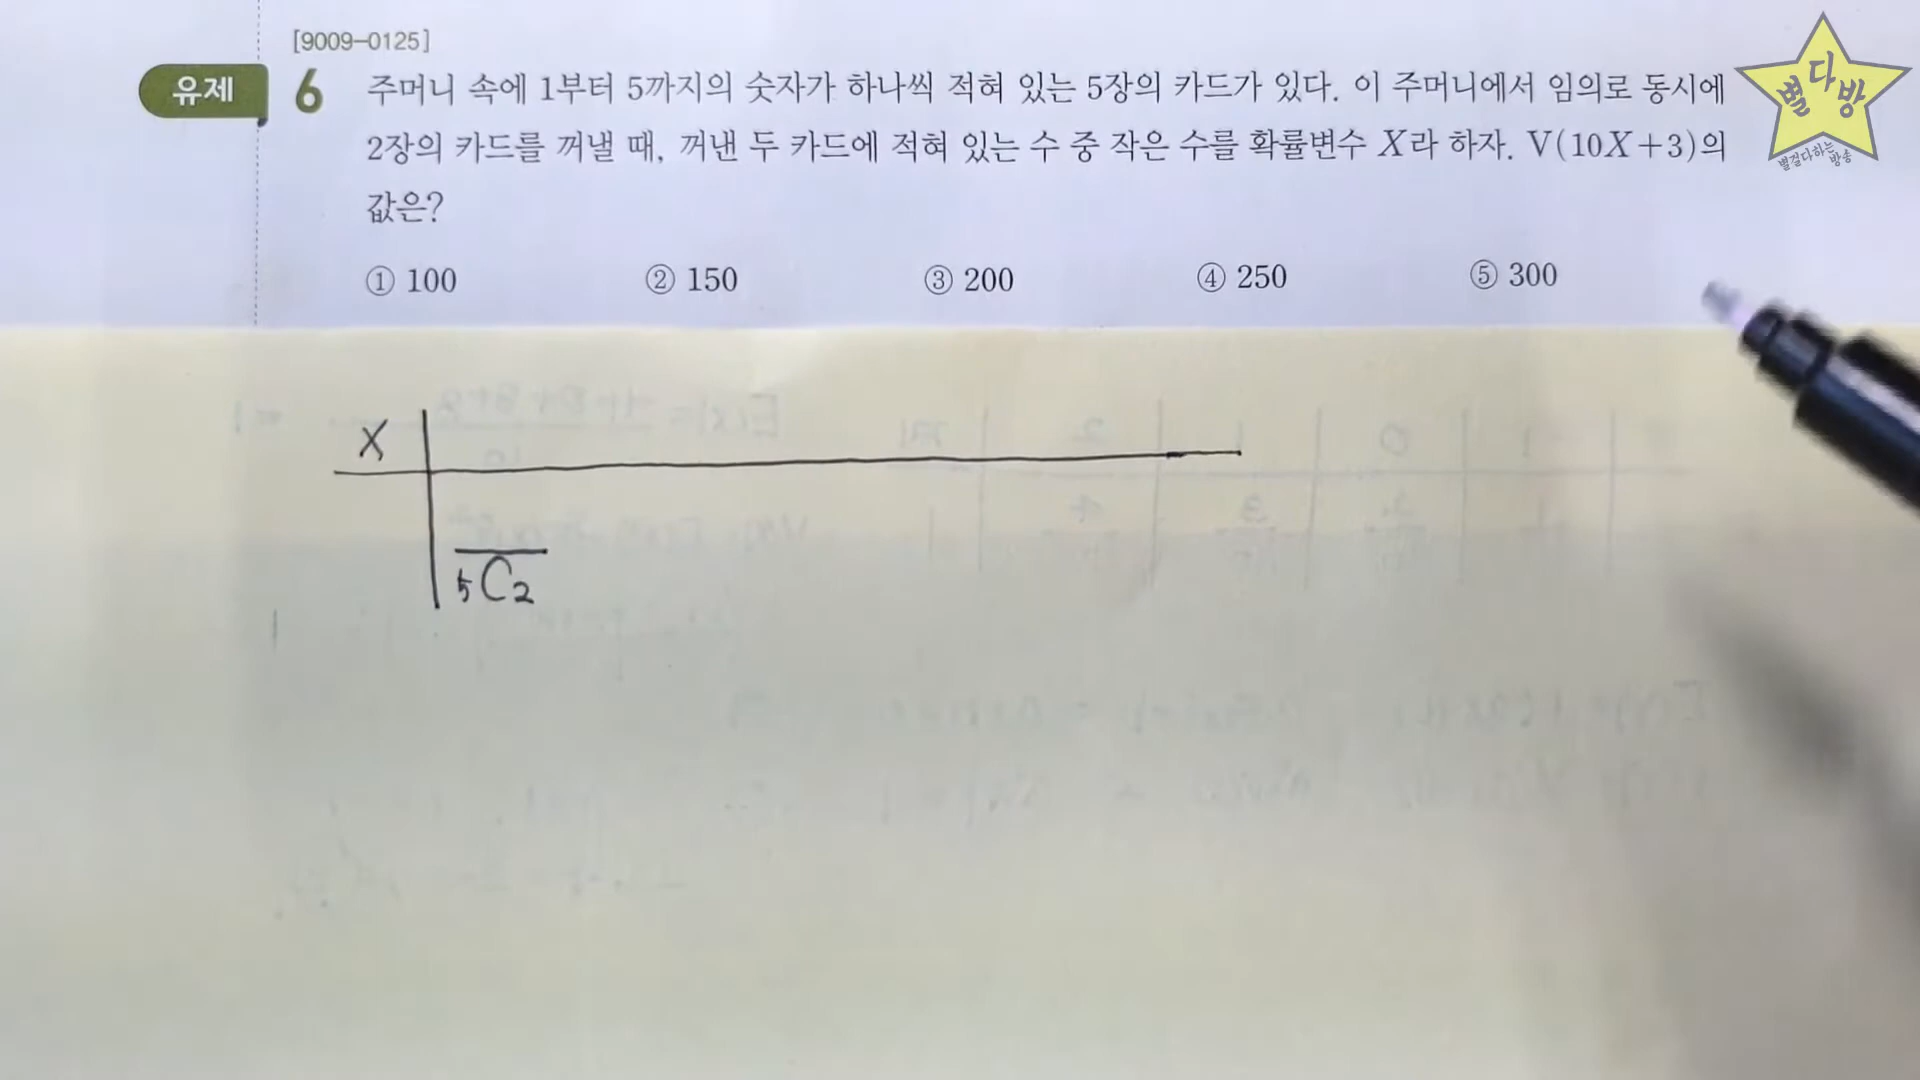 [9009-0125]
유제 6 주머니 속에 1부터 5까지의 숫자가 하나씩 적혀 있는 5장의 카드가 있다. 이 주머니에서 임의로 동시에
2장의 카드를 꺼낼 때, 꺼낸 두 카드에 적혀 있는 수 중 작은 수를 확률변수 X라 하자. V(10X+3)의
값은?
① 100 ② 150 ③ 200 ④ 250 ⑤ 300
별다방
별걸다하는방송
X
₅C₂